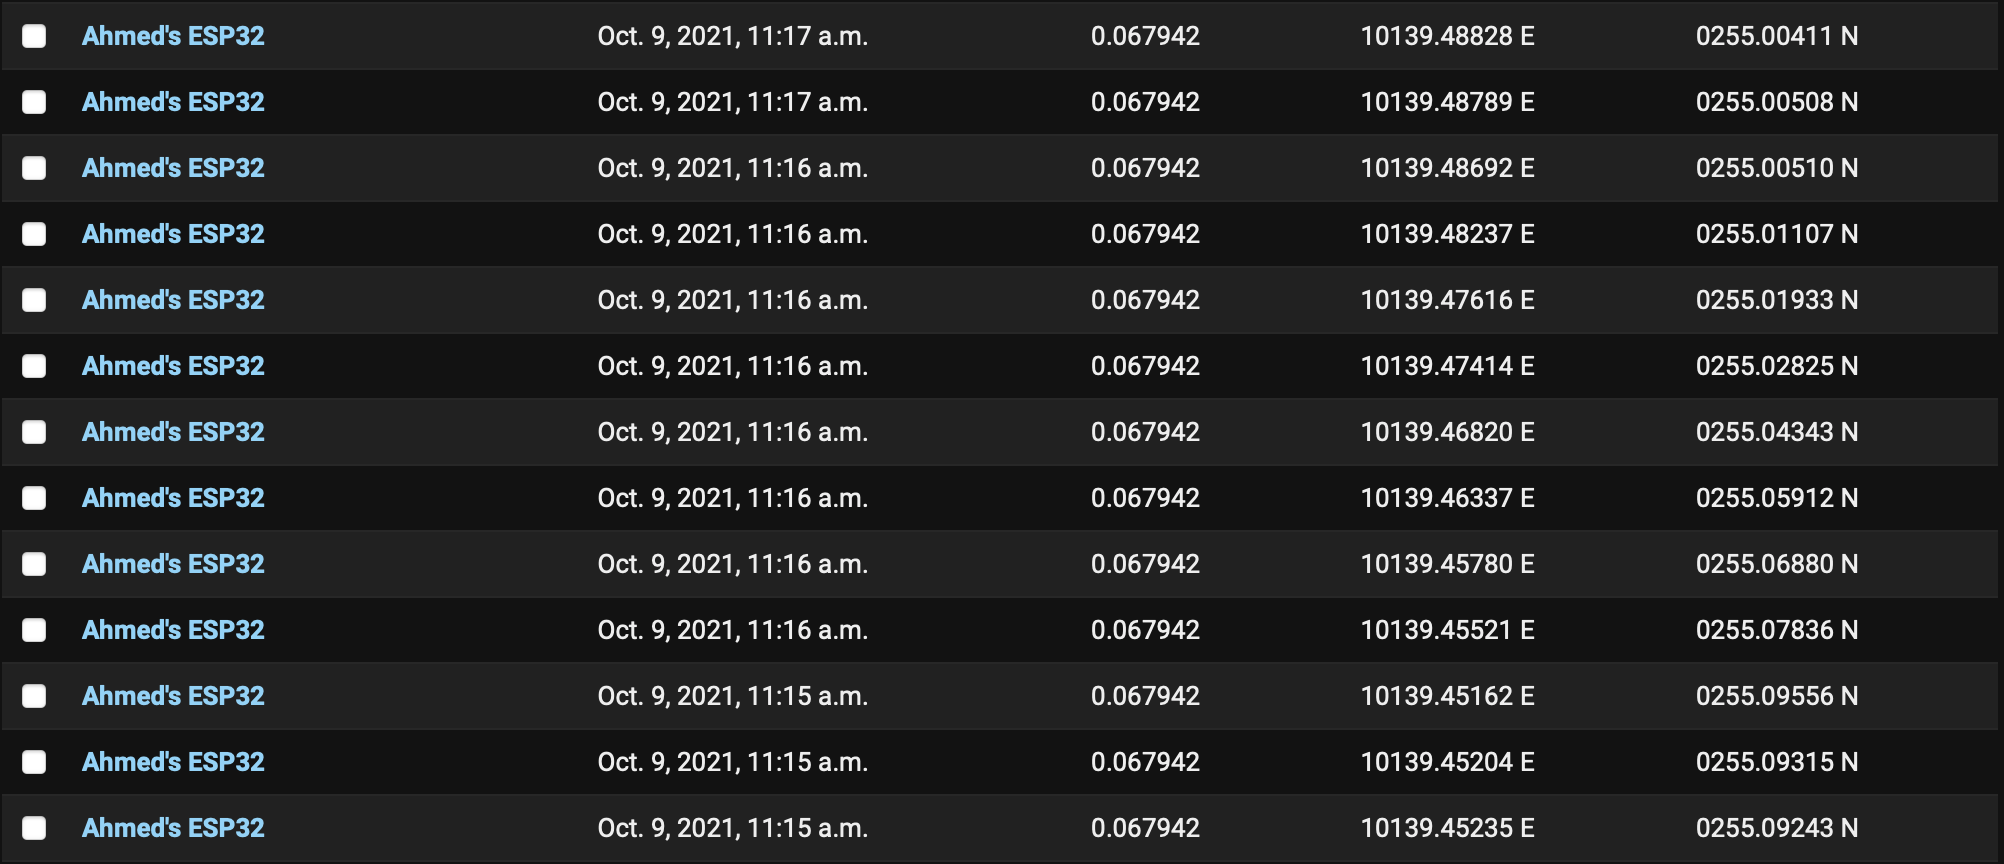 Ahmed's ESP32 Oct. 9, 2021, 11:17 a.m. 0.067942 10139.48828 E 0255.00411 N
Ahmed's ESP32 Oct. 9, 2021, 11:17 a.m. 0.067942 10139.48789 E 0255.00508 N
Ahmed's ESP32 Oct. 9, 2021, 11:16 a.m. 0.067942 10139.48692 E 0255.00510 N
Ahmed's ESP32 Oct. 9, 2021, 11:16 a.m. 0.067942 10139.48237 E 0255.01107 N
Ahmed's ESP32 Oct. 9, 2021, 11:16 a.m. 0.067942 10139.47616 E 0255.01933 N
Ahmed's ESP32 Oct. 9, 2021, 11:16 a.m. 0.067942 10139.47414 E 0255.02825 N
Ahmed's ESP32 Oct. 9, 2021, 11:16 a.m. 0.067942 10139.46820 E 0255.04343 N
Ahmed's ESP32 Oct. 9, 2021, 11:16 a.m. 0.067942 10139.46337 E 0255.05912 N
Ahmed's ESP32 Oct. 9, 2021, 11:16 a.m. 0.067942 10139.45780 E 0255.06880 N
Ahmed's ESP32 Oct. 9, 2021, 11:16 a.m. 0.067942 10139.45521 E 0255.07836 N
Ahmed's ESP32 Oct. 9, 2021, 11:15 a.m. 0.067942 10139.45162 E 0255.09556 N
Ahmed's ESP32 Oct. 9, 2021, 11:15 a.m. 0.067942 10139.45204 E 0255.09315 N
Ahmed's ESP32 Oct. 9, 2021, 11:15 a.m. 0.067942 10139.45235 E 0255.09243 N